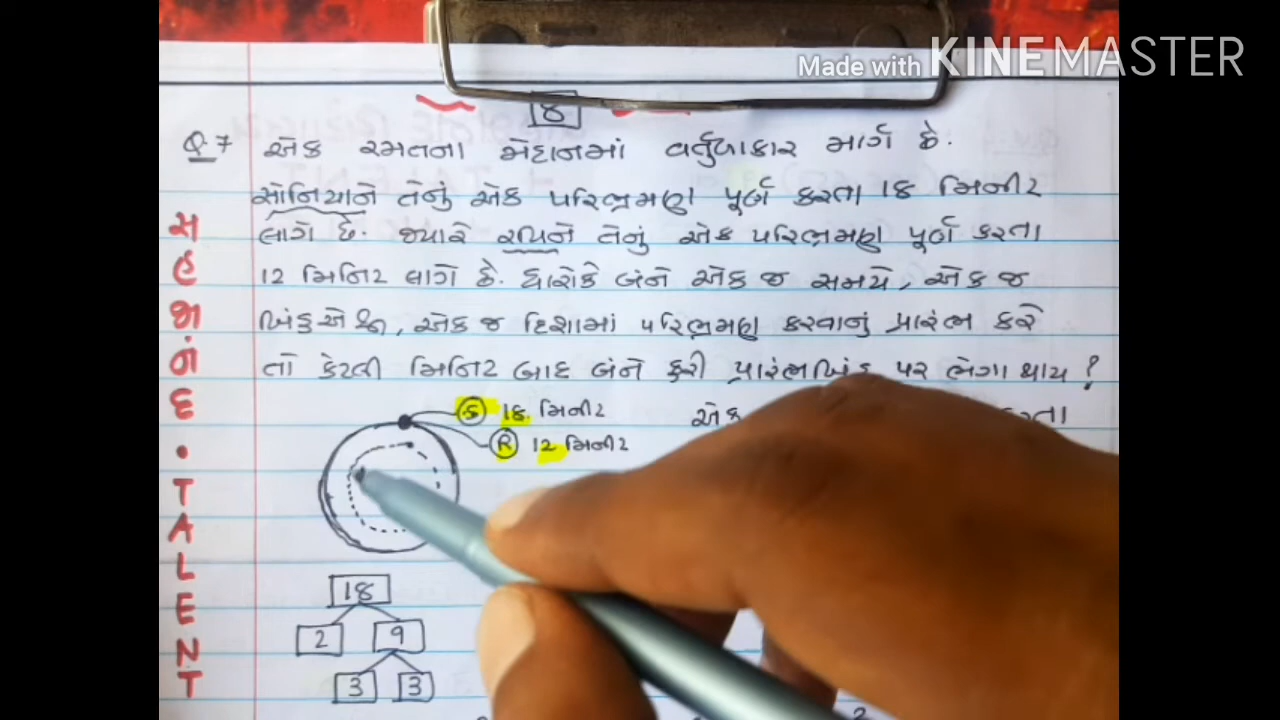 Made with KINEMASTER
8
Q.7 એક રમતના મેદાનમાં વર્તુળાકાર માર્ગ છે.
સોનિયાને તેનું એક પરિભ્રમણ પૂર્ણ કરતા 18 મિનીટ
લાગે છે. જ્યારે રવિને તેનું એક પરિભ્રમણ પૂર્ણ કરતા
12 મિનિટ લાગે છે. ધારોકે બંને એક જ સમયે, એક જ
બિંદુએથી, એક જ દિશામાં પરિભ્રમણ કરવાનું પ્રારંભ કરે
તો કેટલી મિનિટ બાદ બંને ફરી પ્રારંભબિંદુ પર ભેગા થાય ?
S 18 મિનીટ
એક
R 12 મિનીટ
18
2 9
3 3
સ
હ
જા
નં
દ
•
T
A
L
E
N
T